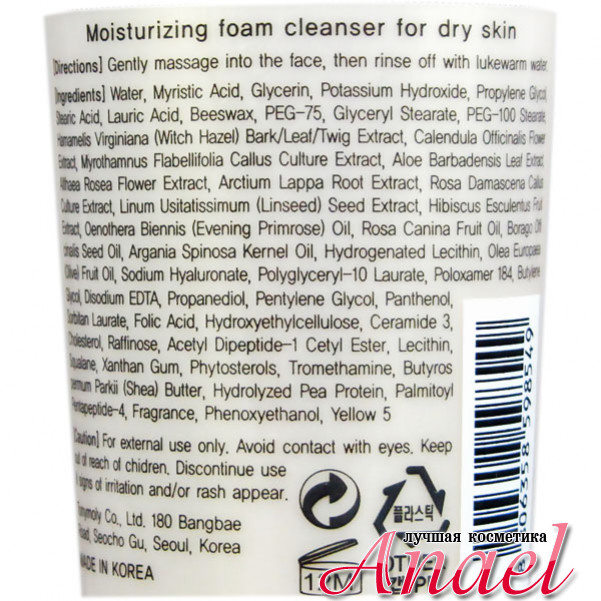 Moisturizing foam cleanser for dry skin
[Directions] Gently massage into the face, then rinse off with lukewarm water.
[Ingredients] Water, Myristic Acid, Glycerin, Potassium Hydroxide, Propylene Glycol,
Stearic Acid, Lauric Acid, Beeswax, PEG-75, Glyceryl Stearate, PEG-100 Stearate,
Hamamelis Virginiana (Witch Hazel) Bark/Leaf/Twig Extract, Calendula Officinalis Flower
Extract, Myrothamnus Flabellifolia Callus Culture Extract, Aloe Barbadensis Leaf Extract,
Althaea Rosea Flower Extract, Arctium Lappa Root Extract, Rosa Damascena Callus
Culture Extract, Linum Usitatissimum (Linseed) Seed Extract, Hibiscus Esculentus Fruit
Extract, Oenothera Biennis (Evening Primrose) Oil, Rosa Canina Fruit Oil, Borago Offi
cinalis Seed Oil, Argania Spinosa Kernel Oil, Hydrogenated Lecithin, Olea Europaea
(Olive) Fruit Oil, Sodium Hyaluronate, Polyglyceryl-10 Laurate, Poloxamer 184, Butylene
Glycol, Disodium EDTA, Propanediol, Pentylene Glycol, Panthenol,
Sorbitan Laurate, Folic Acid, Hydroxyethylcellulose, Ceramide 3,
Cholesterol, Raffinose, Acetyl Dipeptide-1 Cetyl Ester, Lecithin,
Squalane, Xanthan Gum, Phytosterols, Tromethamine, Butyros
permum Parkii (Shea) Butter, Hydrolyzed Pea Protein, Palmitoyl
Pentapeptide-4, Fragrance, Phenoxyethanol, Yellow 5
[Caution] For external use only. Avoid contact with eyes. Keep
out of reach of chidren. Discontinue use
if signs of irritation and/or rash appear.
Tonymoly Co., Ltd. 180 Bangbae
Road, Seocho Gu, Seoul, Korea
MADE IN KOREA
플라스틱
12M
OTHER
806358 598549
лучшая косметика
Anael